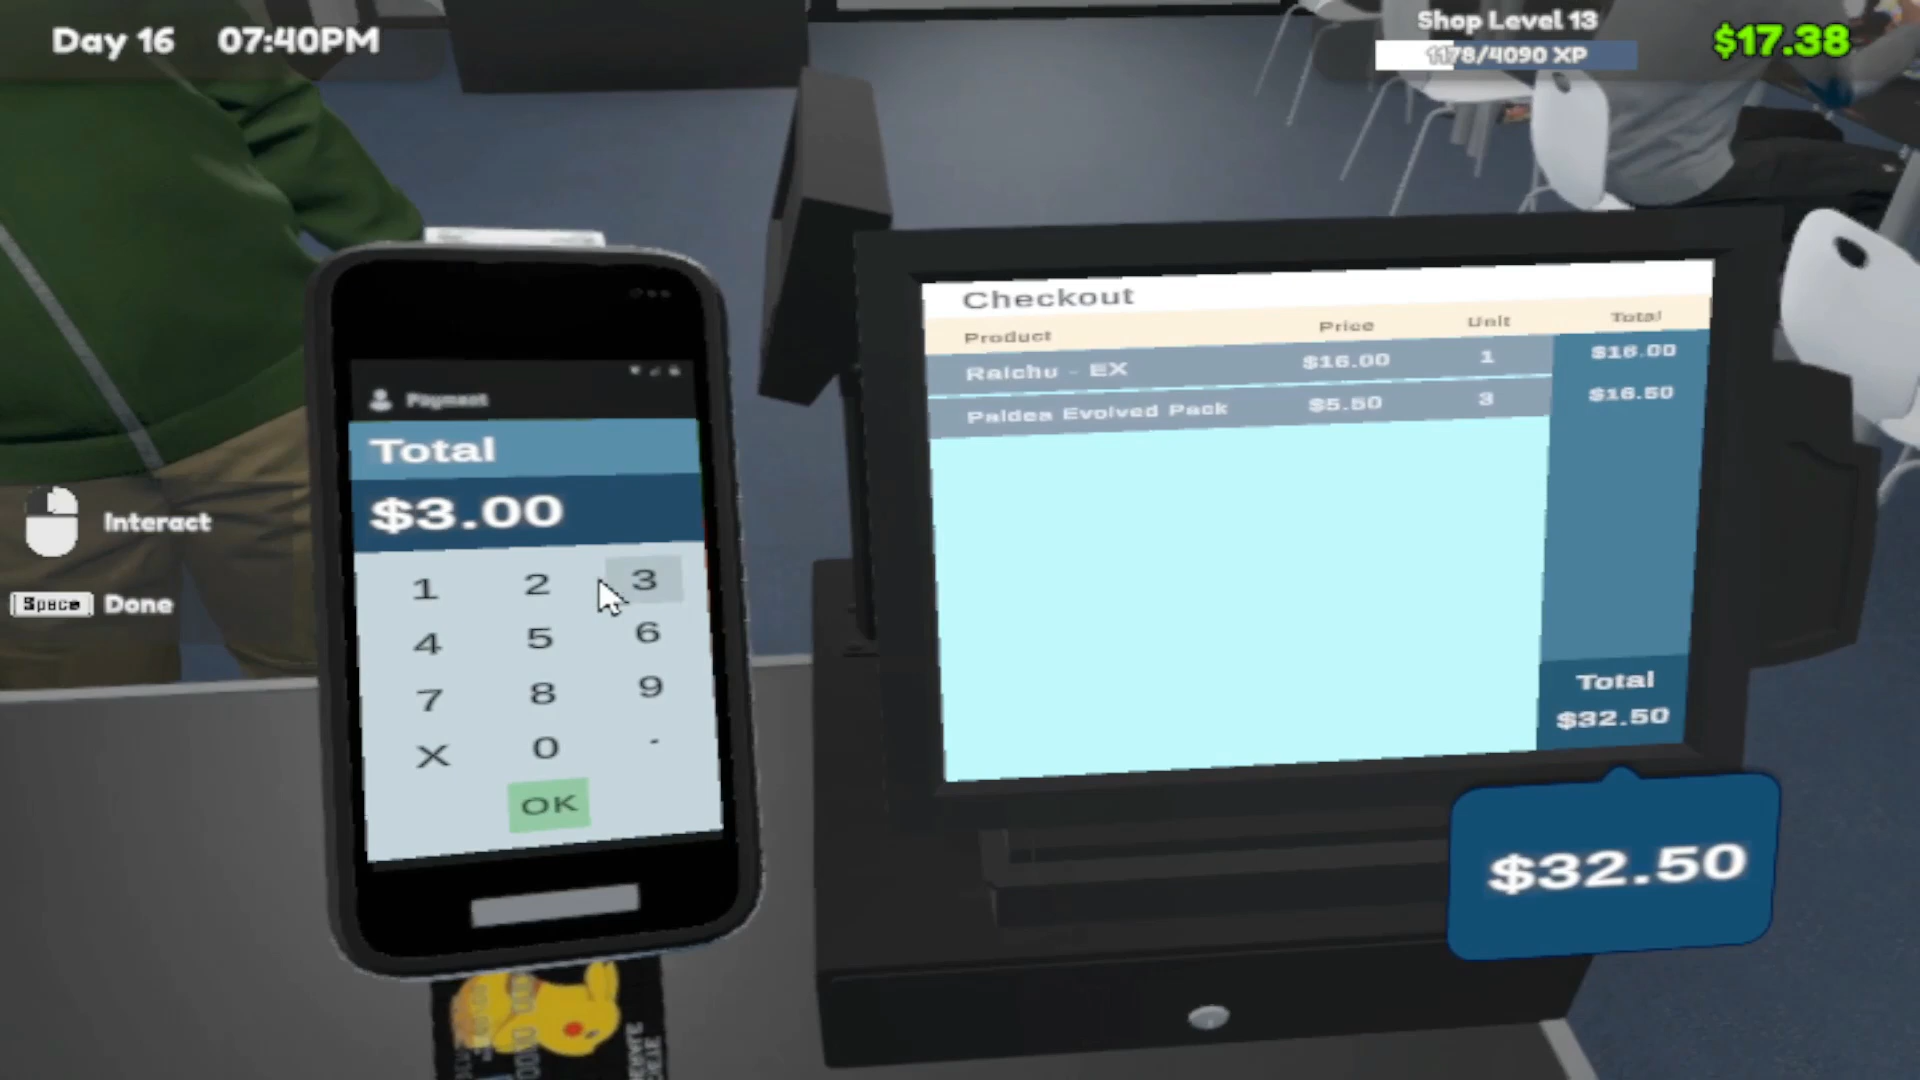 Day 16 07:40PM
Shop Level 13
1178/4090 XP
$17.38
Interact
Space Done
Payment
Total
$3.00
1 2 3
4 5 6
7 8 9
X 0 .
OK
Checkout
Product Price Unit Total
Raichu - EX $16.00 1 $16.00
Paldea Evolved Pack $5.50 3 $16.50
Total
$32.50
$32.50